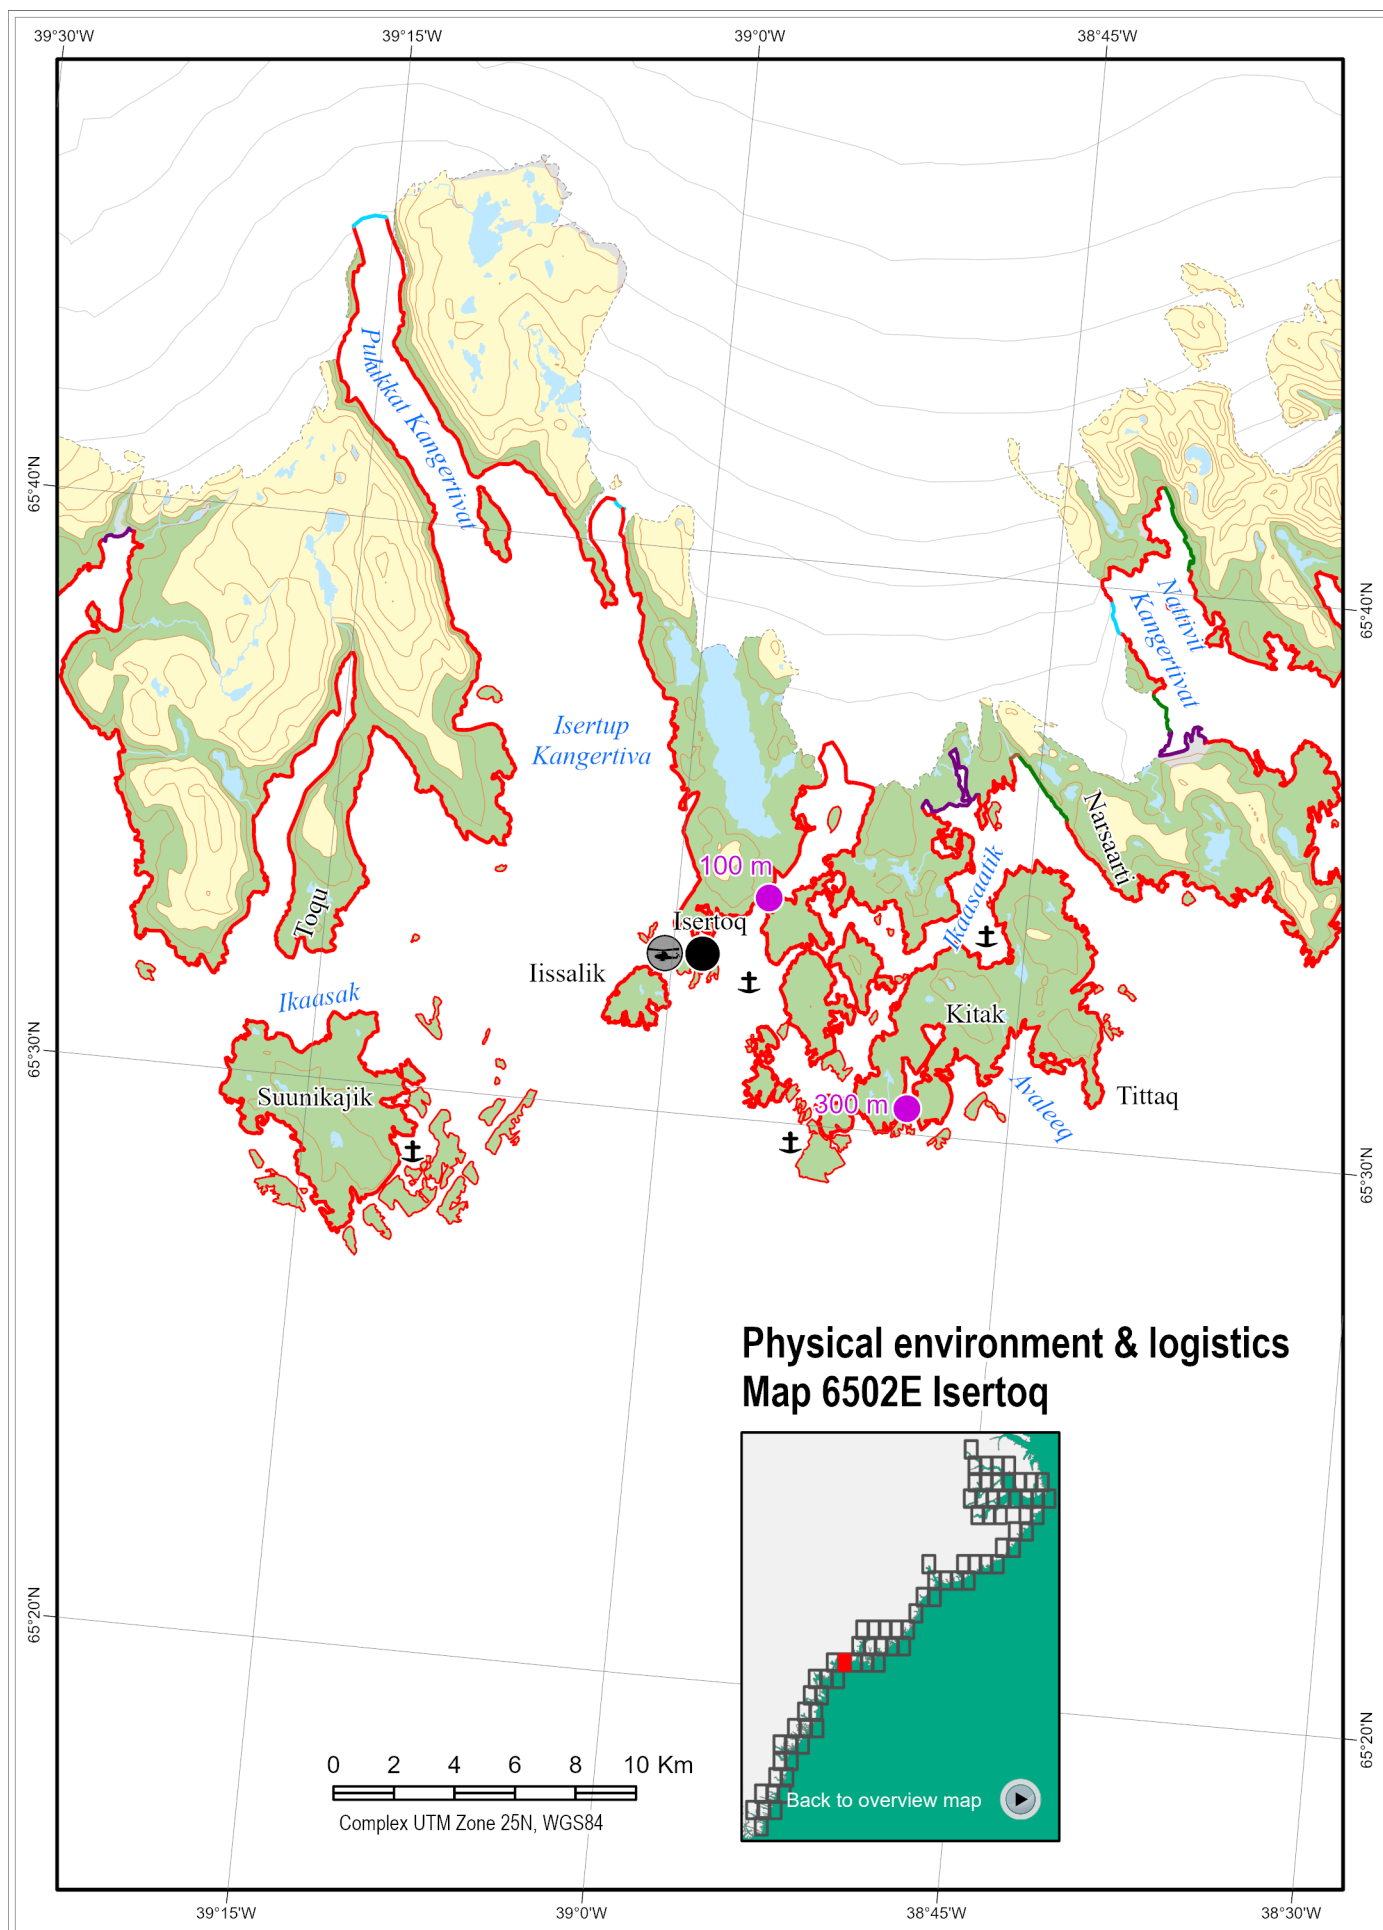 39°30'W
39°15'W
39°0'W
38°45'W
Pukukkat Kangertivat
65°40'N
65°40'N
Nattivit
Kangertivat
Isertup
Kangertiva
Narsaarti
100 m
Ikaasaatik
Toqu
Isertoq
Iissalik
Ikaasak
Kitak
65°30'N
Suunikajik
300 m
Avaleeq
Tittaq
65°30'N
Physical environment & logistics
Map 6502E Isertoq
65°20'N
65°20'N
0 2 4 6 8 10 Km
Complex UTM Zone 25N, WGS84
Back to overview map
39°15'W
39°0'W
38°45'W
38°30'W